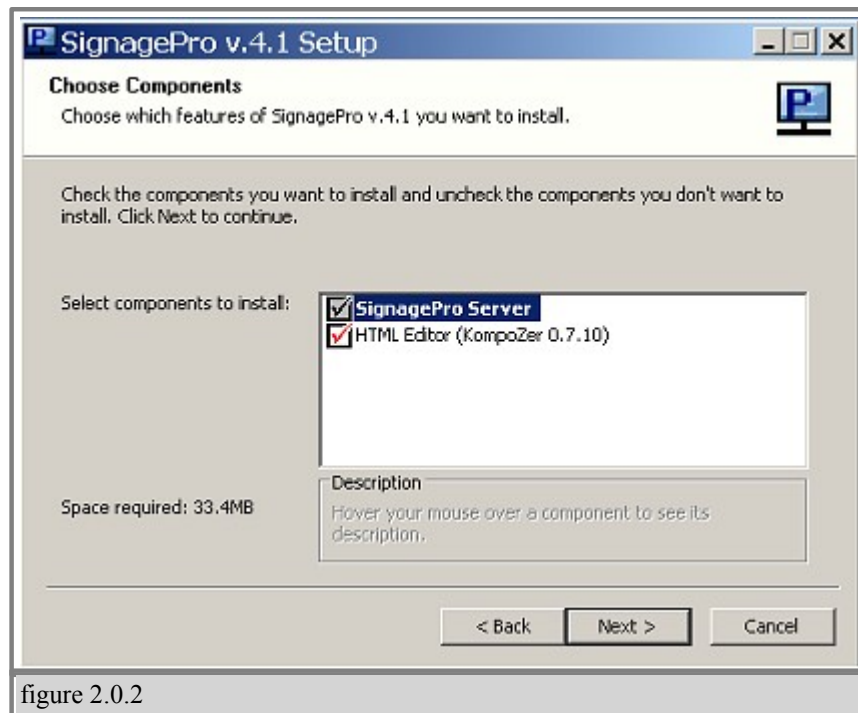 SignagePro v.4.1 Setup
Choose Components
Choose which features of SignagePro v.4.1 you want to install.
P
Check the components you want to install and uncheck the components you don't want to
install. Click Next to continue.
Select components to install:
SignagePro Server
HTML Editor (KompoZer 0.7.10)
Space required: 33.4MB
Description
Hover your mouse over a component to see its
description.
< Back
Next >
Cancel
figure 2.0.2